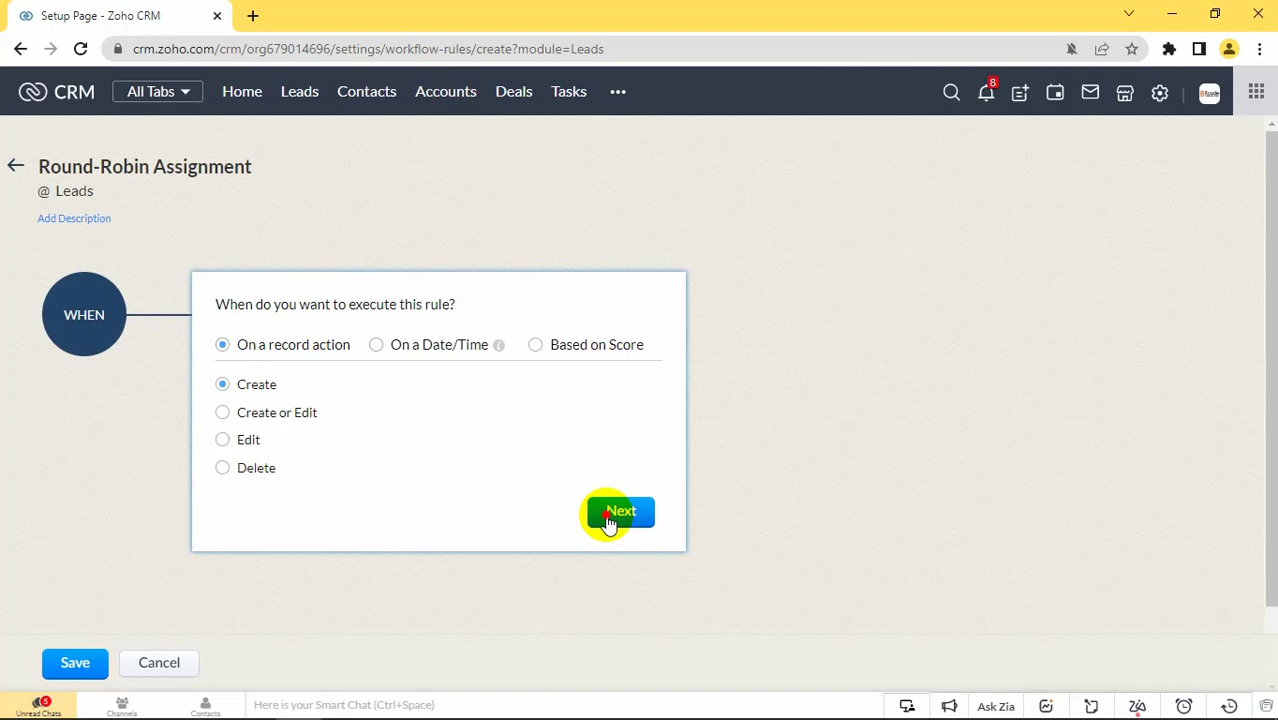 Setup Page - Zoho CRM
crm.zoho.com/crm/org679014696/settings/workflow-rules/create?module=Leads
CRM All Tabs Home Leads Contacts Accounts Deals Tasks ••• 8
Round-Robin Assignment
@ Leads
Add Description
WHEN
When do you want to execute this rule?
On a record action On a Date/Time Based on Score
Create
Create or Edit
Edit
Delete
Next
Save Cancel
5
Unread Chats Channels Contacts Here is your Smart Chat (Ctrl+Space) Ask Zia